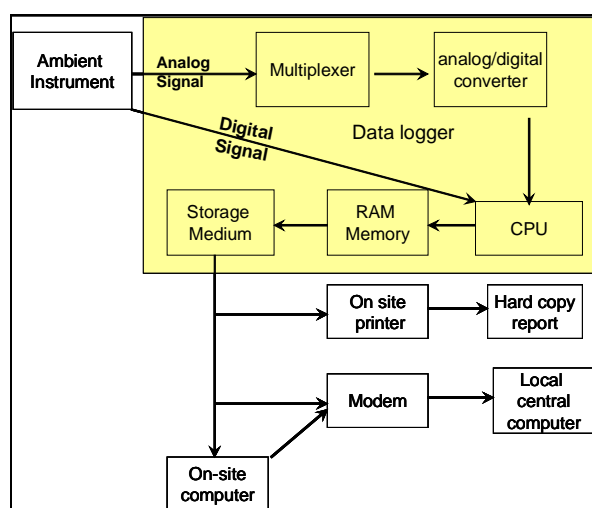 Ambient
Instrument
Analog
Signal
Multiplexer
analog/digital
converter
Digital
Signal
Data logger
Storage
Medium
RAM
Memory
CPU
On site
printer
Hard copy
report
Modem
Local
central
computer
On-site
computer